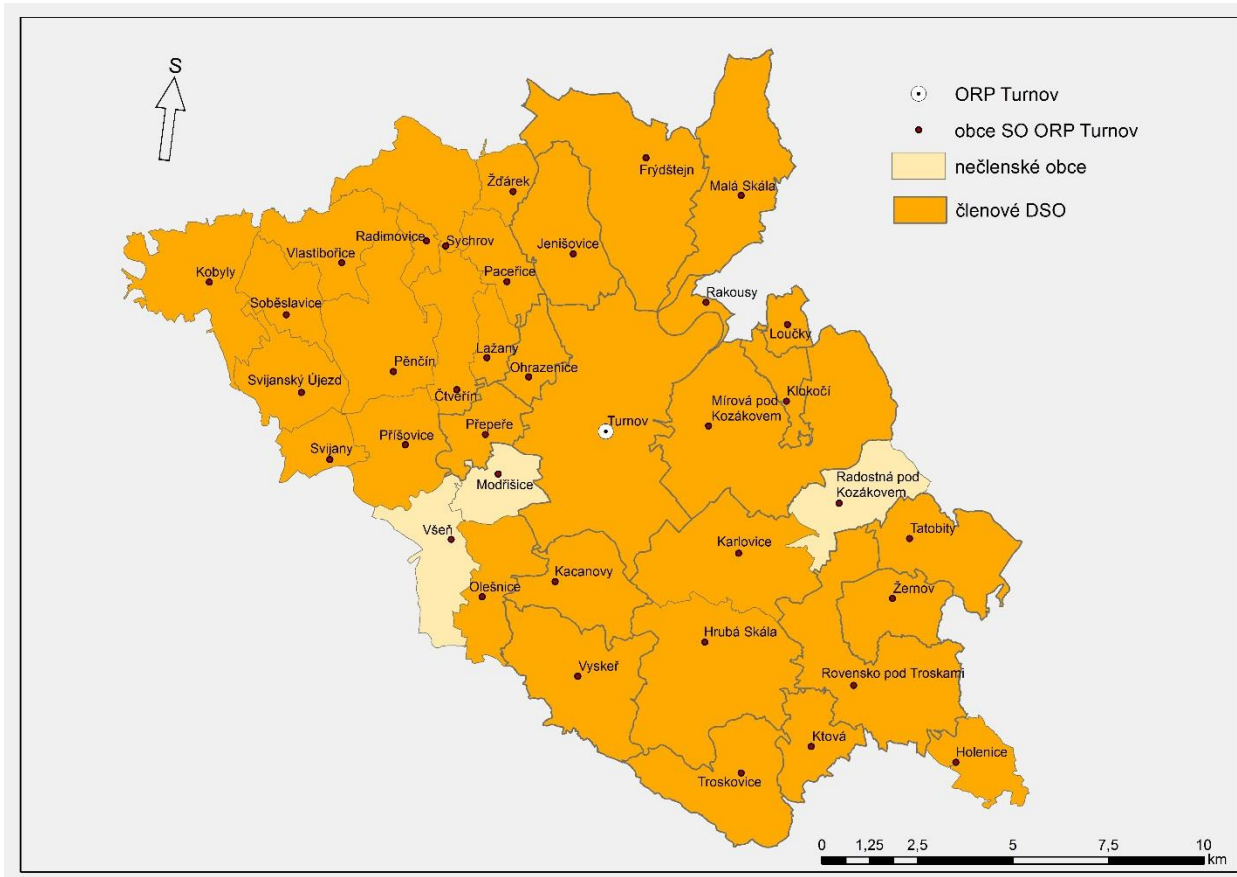 S
ORP Turnov
obce SO ORP Turnov
nečlenské obce
členové DSO
Frýdštejn
Žďárek
Malá Skála
Radimovice
Sychrov
Vlastibořice
Jenišovice
Kobyly
Paceřice
Rakousy
Soběslavice
Loučky
Lažany
Pěnčín
Ohrazenice
Svijanský Újezd
Čtveřín
Klokočí
Mírová pod
Kozákovem
Turnov
Přepeře
Příšovice
Svijany
Modřišice
Radostná pod
Kozákovem
Všeň
Tatobity
Karlovice
Kacanovy
Olešnice
Žernov
Hrubá Skála
Vyskeř
Rovensko pod Troskami
Ktová
Holenice
Troskovice
0 1,25 2,5 5 7,5 10
km